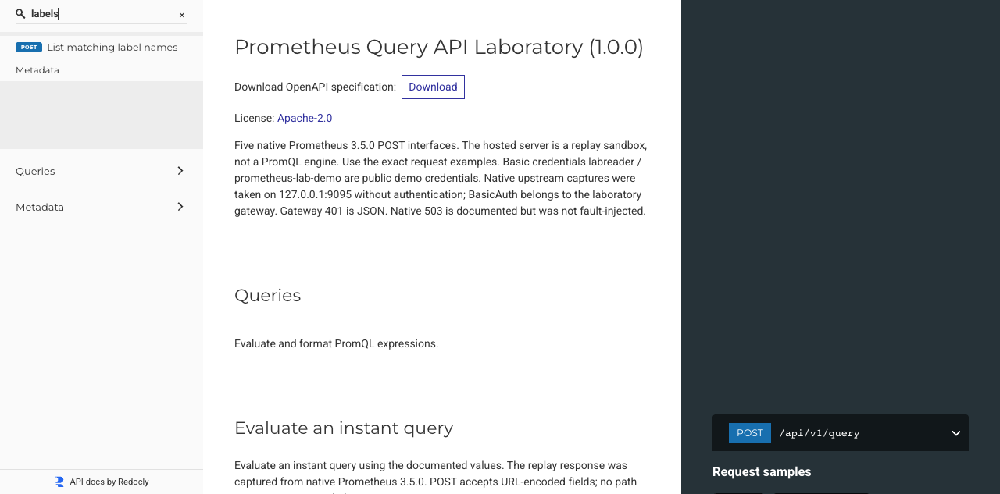 labels
×
POST List matching label names
Metadata
Queries
Metadata
API docs by Redocly
Prometheus Query API Laboratory (1.0.0)
Download OpenAPI specification: Download
License: Apache-2.0
Five native Prometheus 3.5.0 POST interfaces. The hosted server is a replay sandbox,
not a PromQL engine. Use the exact request examples. Basic credentials labreader /
prometheus-lab-demo are public demo credentials. Native upstream captures were
taken on 127.0.0.1:9095 without authentication; BasicAuth belongs to the laboratory
gateway. Gateway 401 is JSON. Native 503 is documented but was not fault-injected.
Queries
Evaluate and format PromQL expressions.
Evaluate an instant query
Evaluate an instant query using the documented values. The replay response was
captured from native Prometheus 3.5.0. POST accepts URL-encoded fields; no path
POST /api/v1/query
Request samples